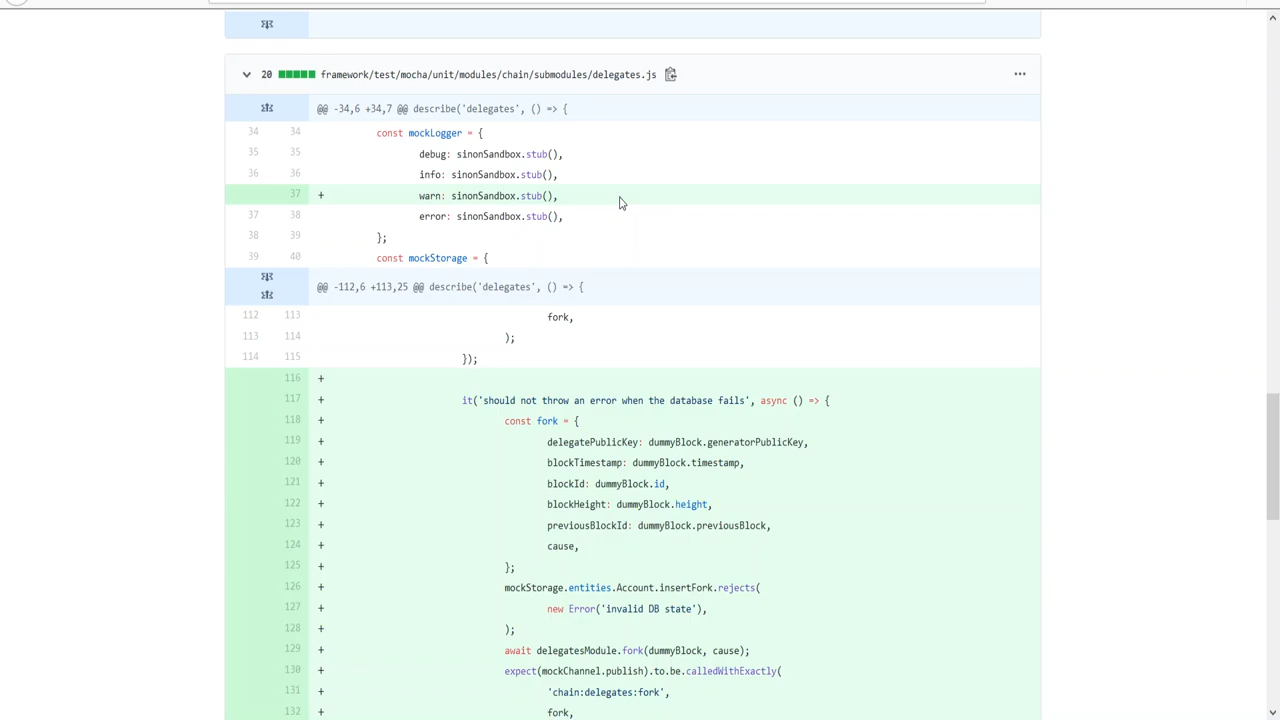 20 framework/test/mocha/unit/modules/chain/submodules/delegates.js
@@ -34,6 +34,7 @@ describe('delegates', () => {
34 34 const mockLogger = {
35 35 debug: sinonSandbox.stub(),
36 36 info: sinonSandbox.stub(),
37 + warn: sinonSandbox.stub(),
37 38 error: sinonSandbox.stub(),
38 39 };
39 40 const mockStorage = {
@@ -112,6 +113,25 @@ describe('delegates', () => {
112 113 fork,
113 114 );
114 115 });
116 +
117 + it('should not throw an error when the database fails', async () => {
118 + const fork = {
119 + delegatePublicKey: dummyBlock.generatorPublicKey,
120 + blockTimestamp: dummyBlock.timestamp,
121 + blockId: dummyBlock.id,
122 + blockHeight: dummyBlock.height,
123 + previousBlockId: dummyBlock.previousBlock,
124 + cause,
125 + };
126 + mockStorage.entities.Account.insertFork.rejects(
127 + new Error('invalid DB state'),
128 + );
129 + await delegatesModule.fork(dummyBlock, cause);
130 + expect(mockChannel.publish).to.be.calledWithExactly(
131 + 'chain:delegates:fork',
132 + fork,